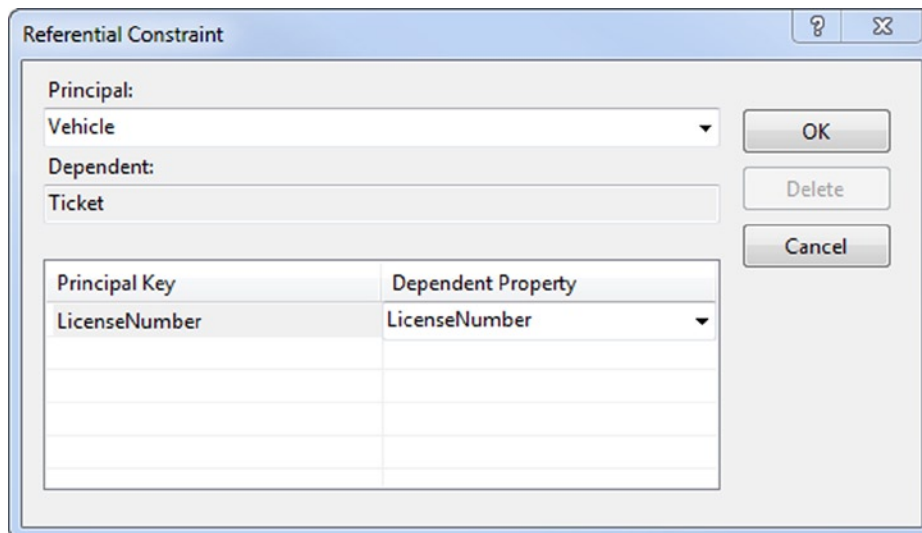 Referential Constraint ?
Principal:
Vehicle
OK
Dependent:
Ticket
Delete
Cancel
Principal Key Dependent Property
LicenseNumber LicenseNumber